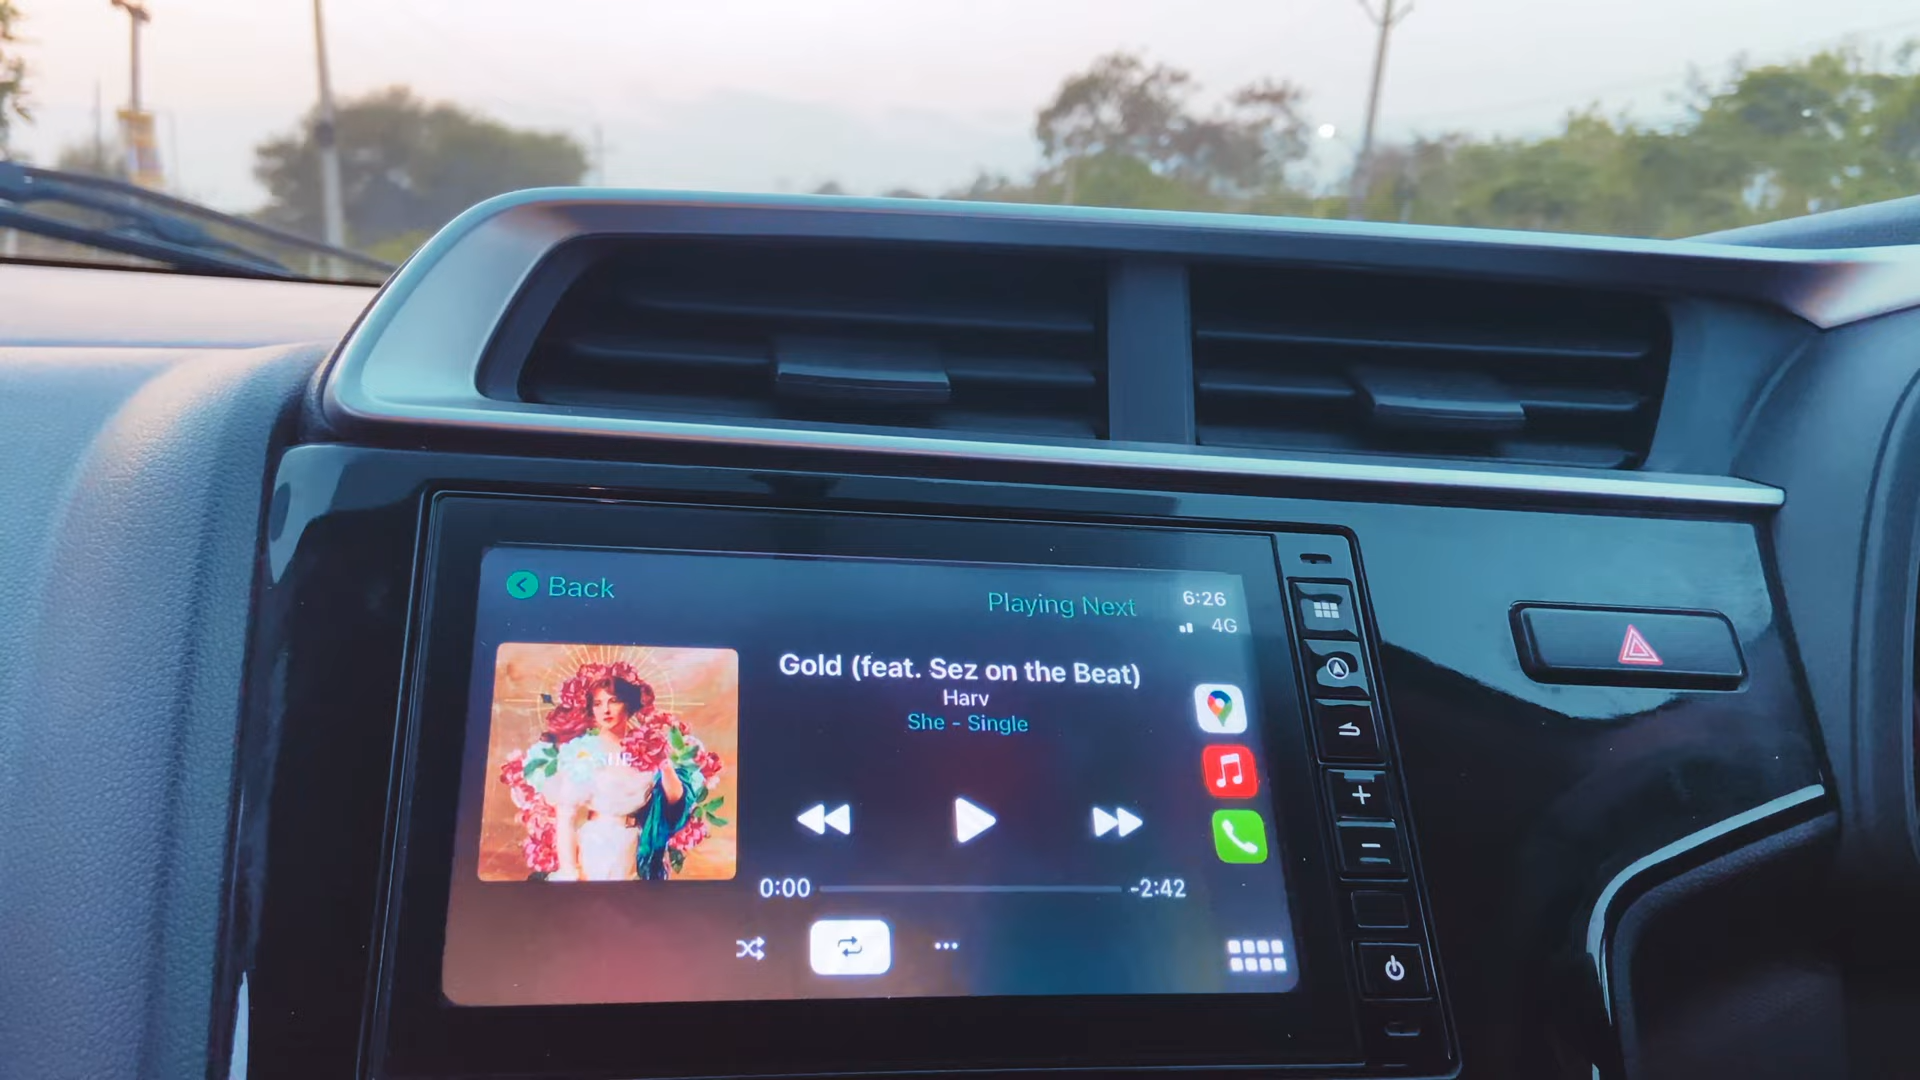 Back
Playing Next
6:26
4G
Gold (feat. Sez on the Beat)
Harv
She - Single
SHE
0:00
-2:42